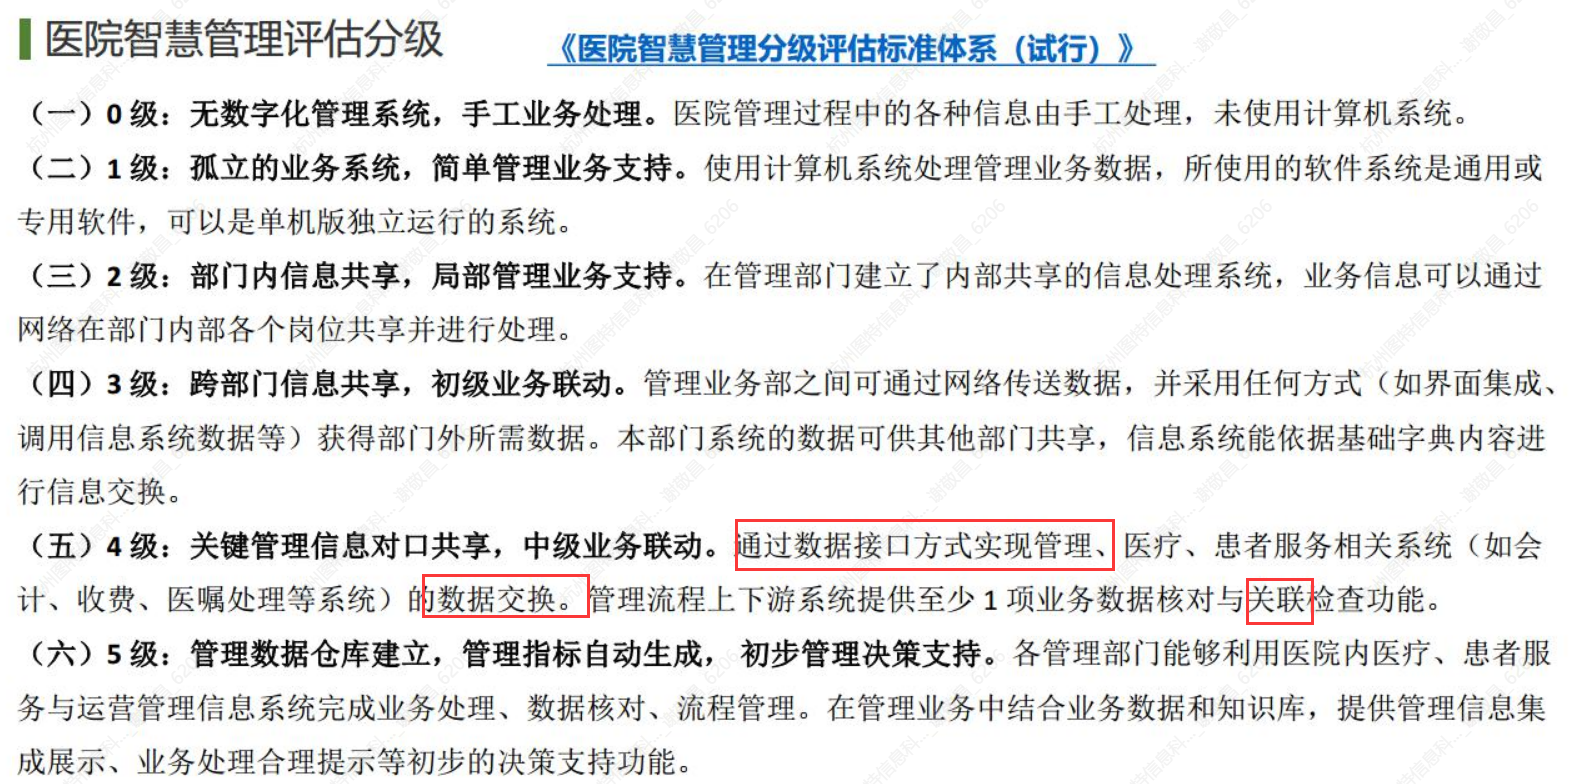 医院智慧管理评估分级
《医院智慧管理分级评估标准体系（试行）》
（一）0 级：无数字化管理系统，手工业务处理。医院管理过程中的各种信息由手工处理，未使用计算机系统。
（二）1 级：孤立的业务系统，简单管理业务支持。使用计算机系统处理管理业务数据，所使用的软件系统是通用或
专用软件，可以是单机版独立运行的系统。
（三）2 级：部门内信息共享，局部管理业务支持。在管理部门建立了内部共享的信息处理系统，业务信息可以通过
网络在部门内部各个岗位共享并进行处理。
（四）3 级：跨部门信息共享，初级业务联动。管理业务部之间可通过网络传送数据，并采用任何方式（如界面集成、
调用信息系统数据等）获得部门外所需数据。本部门系统的数据可供其他部门共享，信息系统能依据基础字典内容进
行信息交换。
（五）4 级：关键管理信息对口共享，中级业务联动。通过数据接口方式实现管理、医疗、患者服务相关系统（如会
计、收费、医嘱处理等系统）的数据交换。管理流程上下游系统提供至少 1 项业务数据核对与关联检查功能。
（六）5 级：管理数据仓库建立，管理指标自动生成，初步管理决策支持。各管理部门能够利用医院内医疗、患者服
务与运营管理信息系统完成业务处理、数据核对、流程管理。在管理业务中结合业务数据和知识库，提供管理信息集
成展示、业务处理合理提示等初步的决策支持功能。